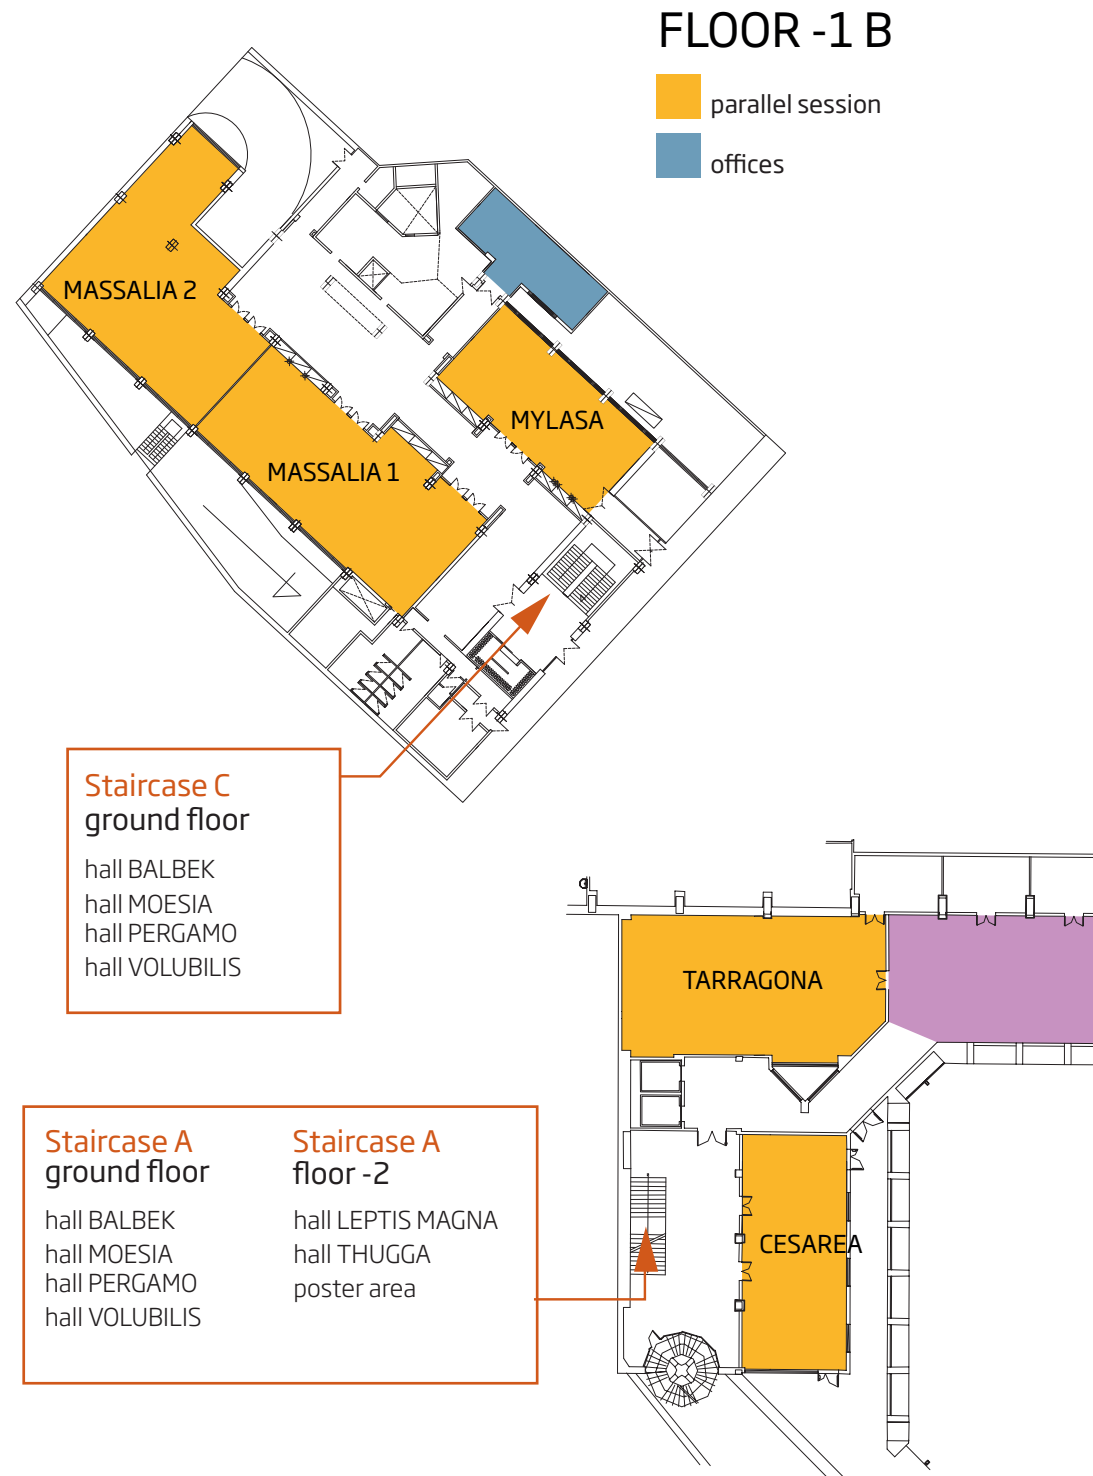 FLOOR -1 B
parallel session
offices
MASSALIA 2
MYLASA
MASSALIA 1
Staircase C
ground floor
hall BALBEK
hall MOESIA
hall PERGAMO
hall VOLUBILIS
TARRAGONA
CESAREA
Staircase A
ground floor
hall BALBEK
hall MOESIA
hall PERGAMO
hall VOLUBILIS
Staircase A
floor -2
hall LEPTIS MAGNA
hall THUGGA
poster area